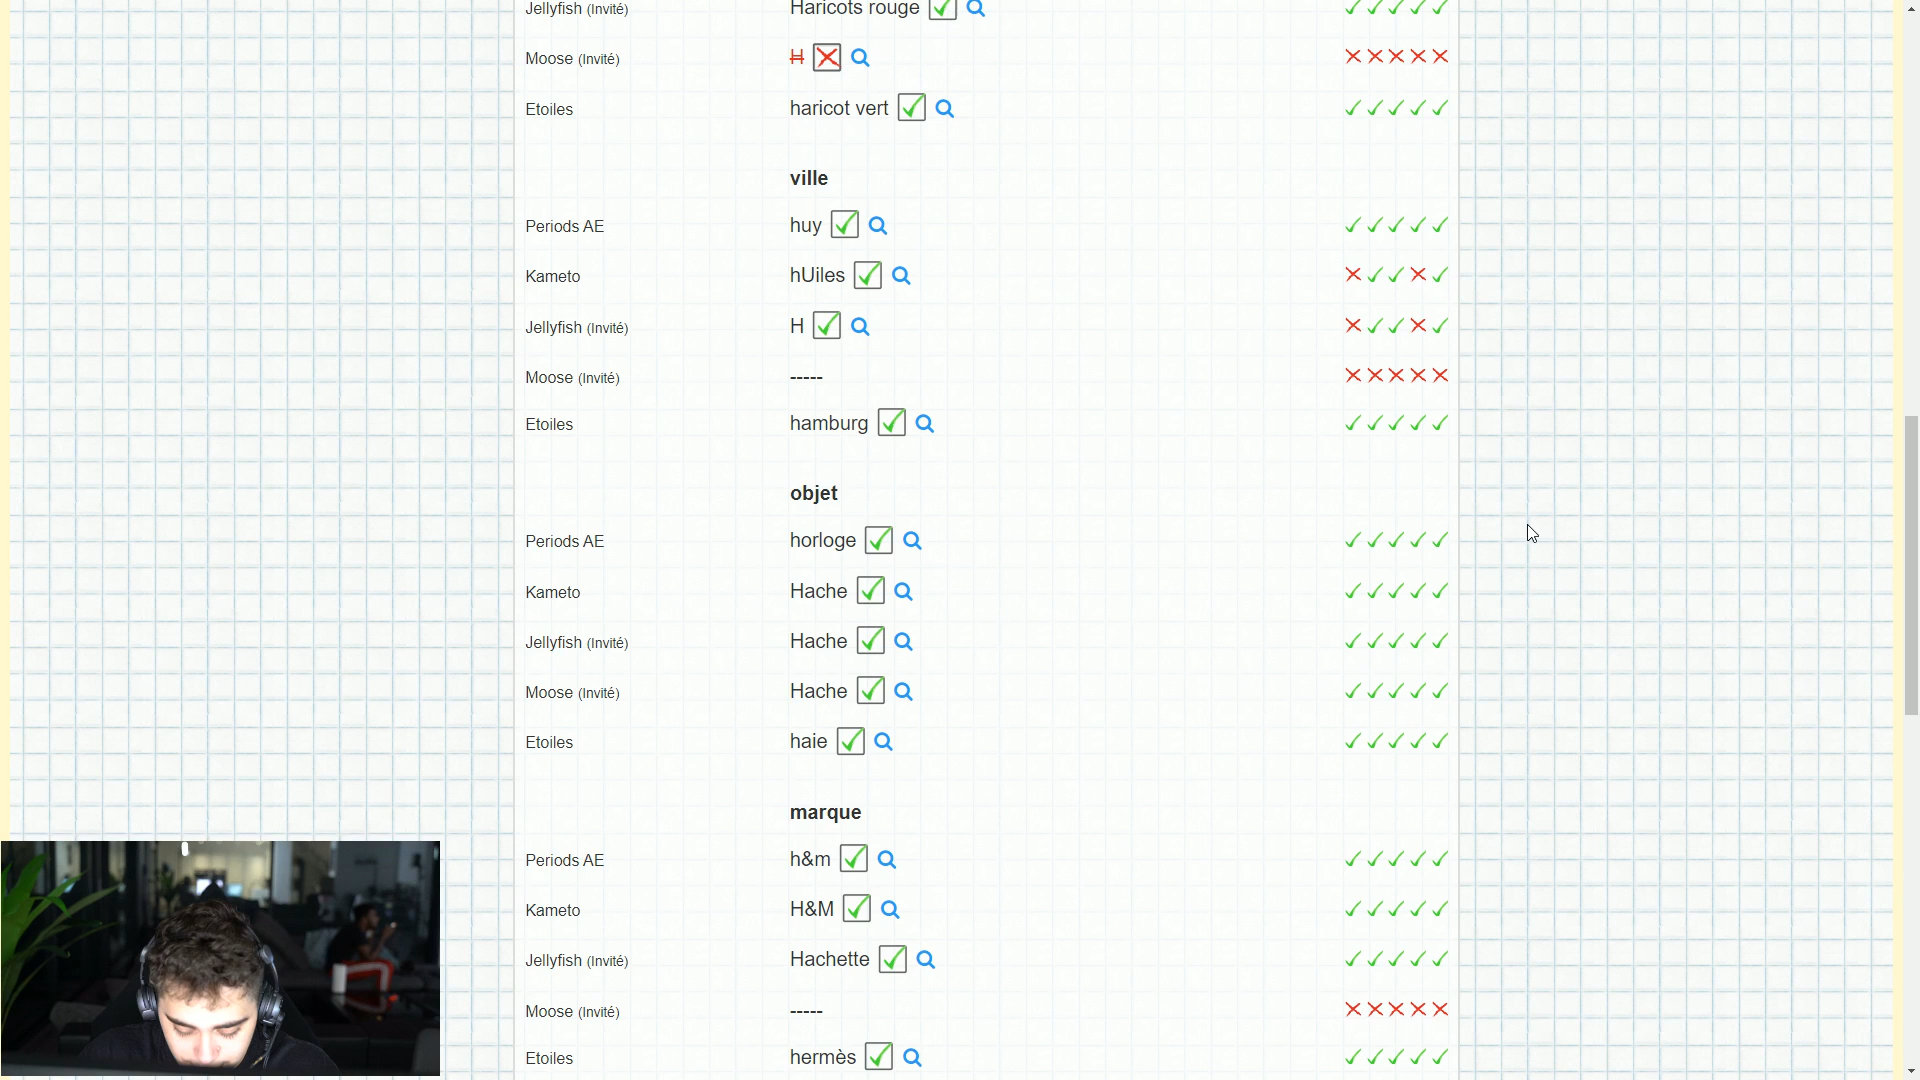 Jellyfish (Invité) Haricots rouge
Moose (Invité) H
Etoiles haricot vert
ville
Periods AE huy
Kameto hUiles
Jellyfish (Invité) H
Moose (Invité) -----
Etoiles hamburg
objet
Periods AE horloge
Kameto Hache
Jellyfish (Invité) Hache
Moose (Invité) Hache
Etoiles haie
marque
Periods AE h&m
Kameto H&M
Jellyfish (Invité) Hachette
Moose (Invité) -----
Etoiles hermès